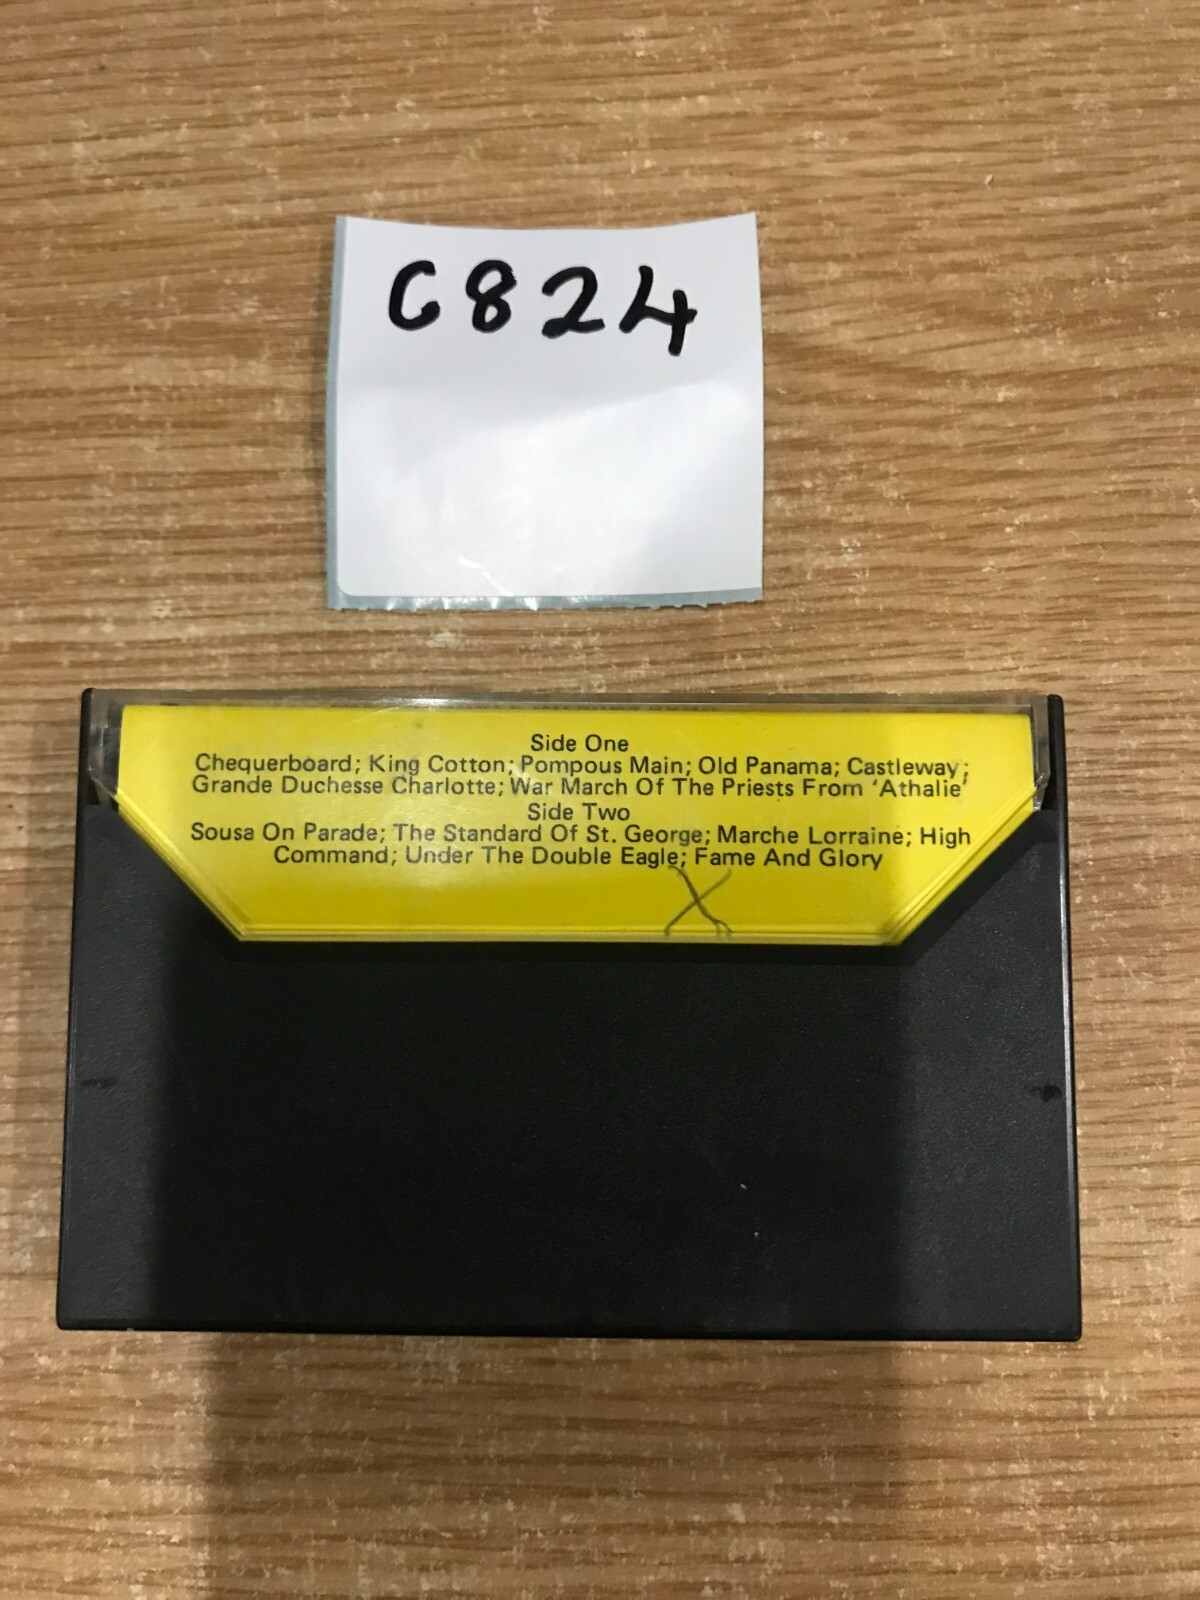 C824
Side One
Chequerboard; King Cotton; Pompous Main; Old Panama; Castleway;
Grande Duchesse Charlotte; War March Of The Priests From 'Athalie'
Side Two
Sousa On Parade; The Standard Of St. George; Marche Lorraine; High
Command; Under The Double Eagle; Fame And Glory
X